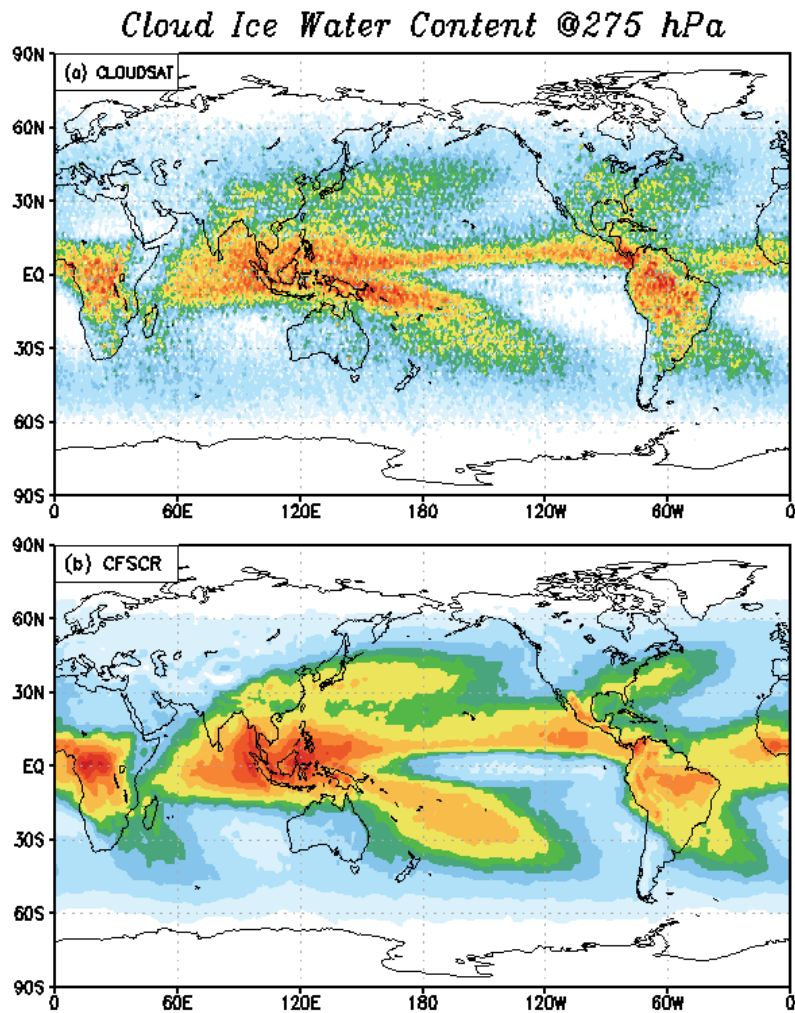 Cloud Ice Water Content @275 hPa
(a) CLOUDSAT
90N
60N
30N
EQ
30S
60S
90S
0 60E 120E 180 120W 60W 0
(b) CFSCR
90N
60N
30N
EQ
30S
60S
90S
0 60E 120E 180 120W 60W 0